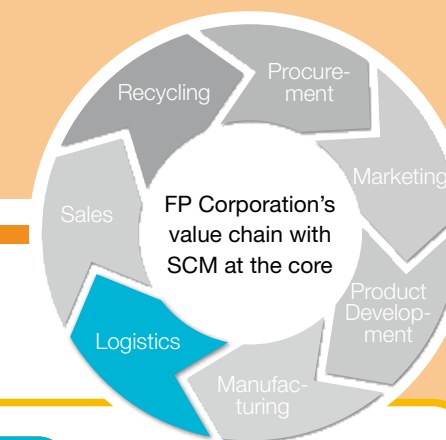 Recycling
Procure-
ment
Marketing
Product
Develop-
ment
Manufac-
turing
Logistics
Sales
FP Corporation's
value chain with
SCM at the core